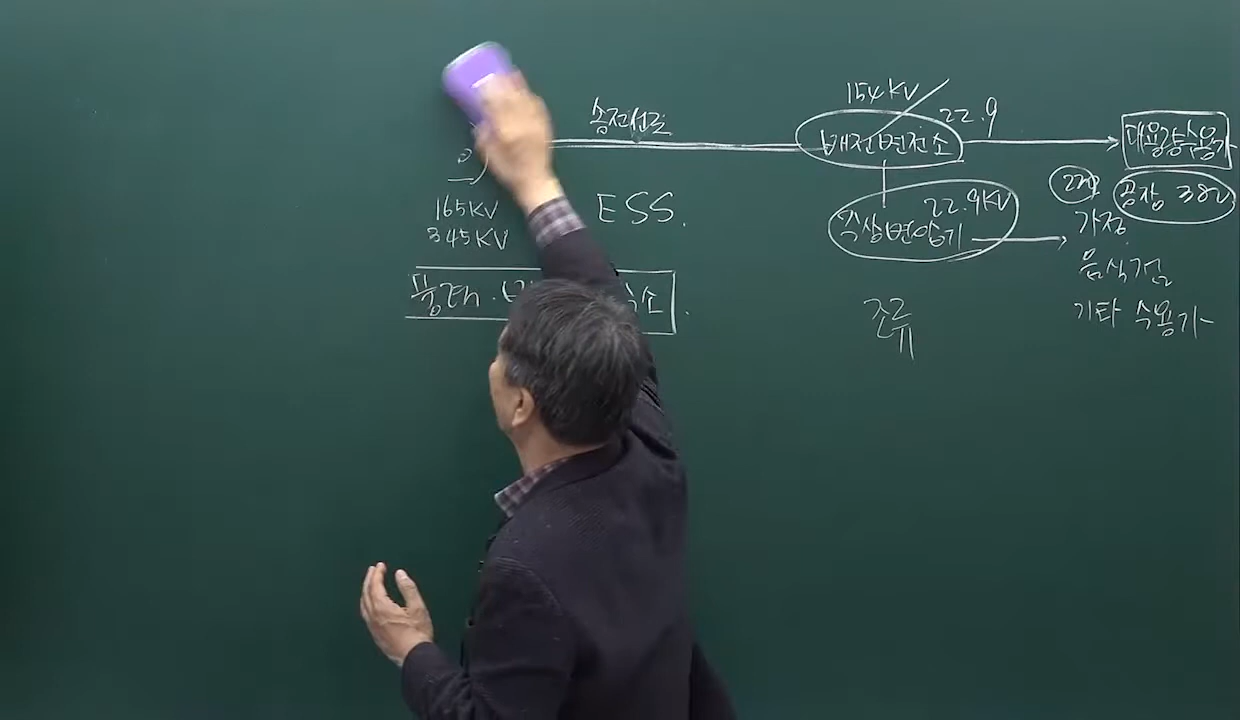 154KV
송전선로
22.9
배전변전소
대용량수용가
220
공장 380
165KV
345KV
ESS.
22.9KV
주상변압기
가정
음식점
기타 수용가